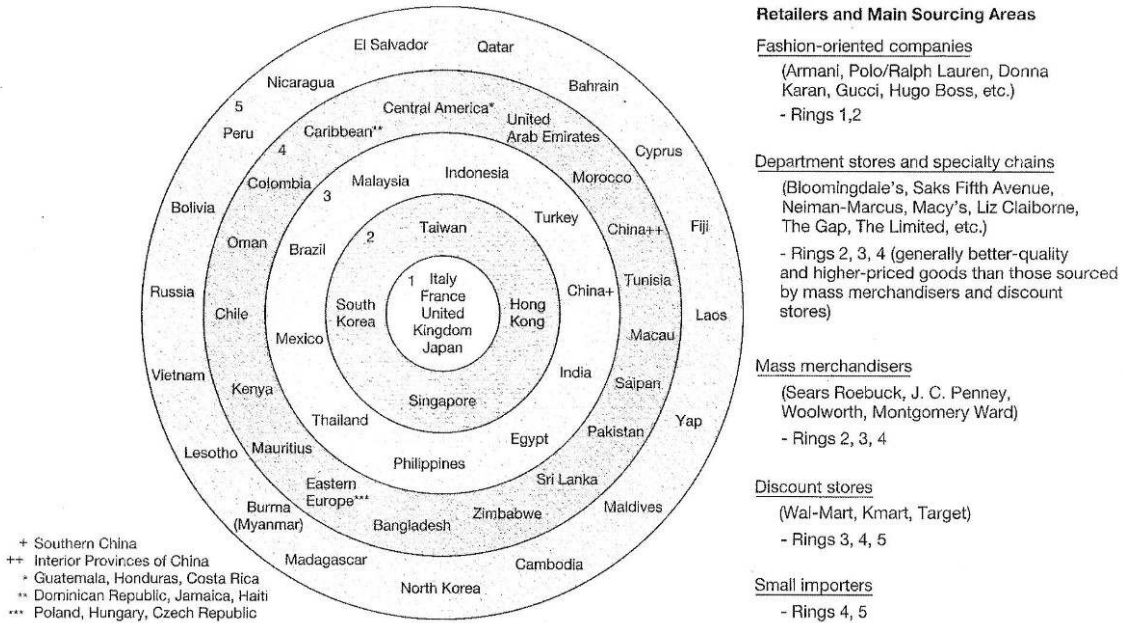 El Salvador
Qatar
Nicaragua
Bahrain
5
Central America*
Peru
Caribbean**
United
Arab Emirates
Cyprus
4
Colombia
3
Malaysia
Indonesia
Morocco
Bolivia
Turkey
Fiji
Oman
Brazil
2
Taiwan
China++
Russia
1
Italy
France
United
Kingdom
Japan
China+
Tunisia
South
Korea
Hong
Kong
Laos
Chile
Mexico
Macau
Vietnam
Kenya
India
Saipan
Singapore
Thailand
Yap
Lesotho
Mauritius
Egypt
Pakistan
Philippines
Eastern
Europe***
Sri Lanka
Burma
(Myanmar)
Bangladesh
Zimbabwe
Maldives
Madagascar
Cambodia
North Korea
+ Southern China
++ Interior Provinces of China
* Guatemala, Honduras, Costa Rica
** Dominican Republic, Jamaica, Haiti
*** Poland, Hungary, Czech Republic
Retailers and Main Sourcing Areas
Fashion-oriented companies
(Armani, Polo/Ralph Lauren, Donna
Karan, Gucci, Hugo Boss, etc.)
- Rings 1,2
Department stores and specialty chains
(Bloomingdale's, Saks Fifth Avenue,
Neiman-Marcus, Macy's, Liz Claiborne,
The Gap, The Limited, etc.)
- Rings 2, 3, 4 (generally better-quality
and higher-priced goods than those sourced
by mass merchandisers and discount
stores)
Mass merchandisers
(Sears Roebuck, J. C. Penney,
Woolworth, Montgomery Ward)
- Rings 2, 3, 4
Discount stores
(Wal-Mart, Kmart, Target)
- Rings 3, 4, 5
Small importers
- Rings 4, 5